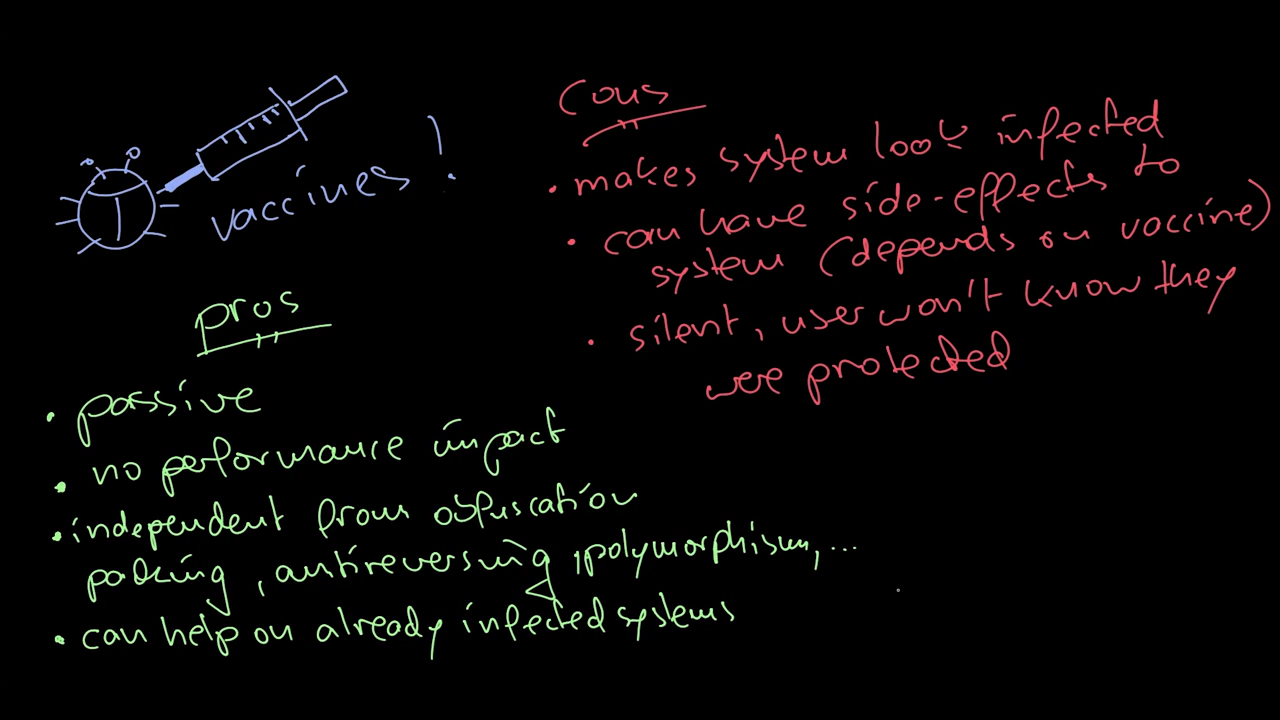 vaccines!
pros
• passive
• no performance impact
• independent from obfuscation
packing, antireversing, polymorphism, ...
• can help on already infected systems
Cons
• makes system look infected
• can have side-effects to
system (depends on vaccine)
• silent, user won't know they
were protected